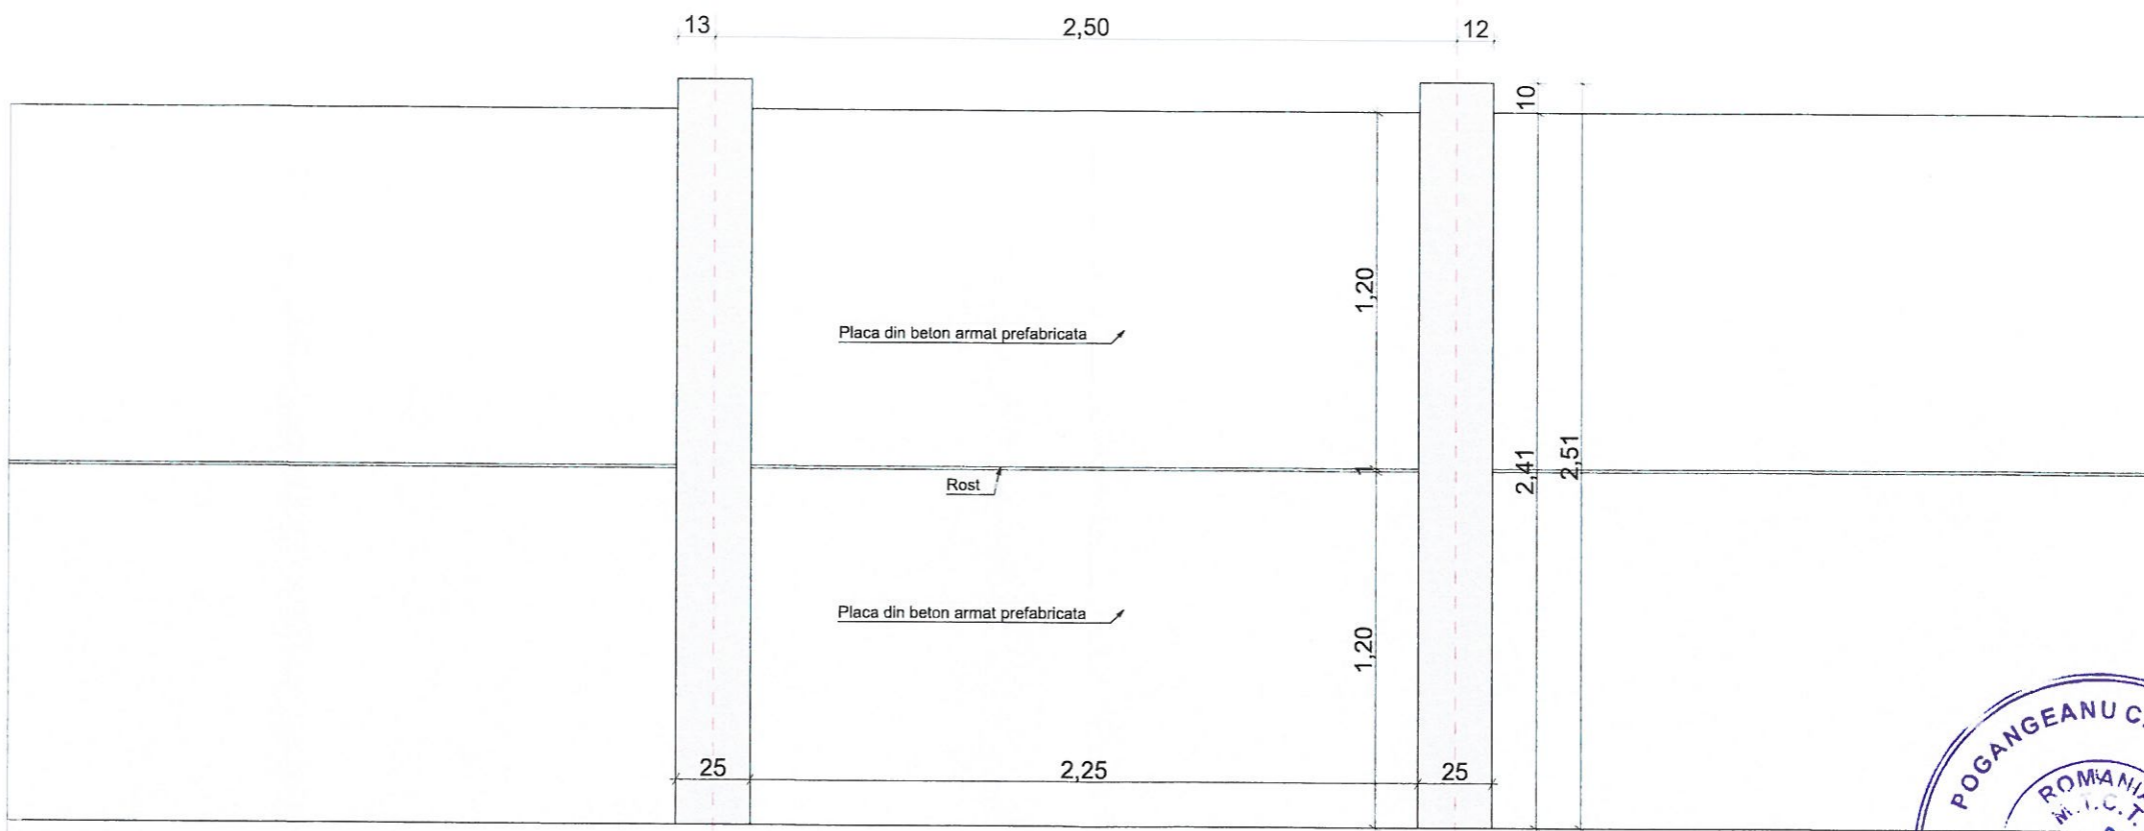 13
2,50
12
10
1,20
Placa din beton armat prefabricata
1
2,41
2,51
Rost
Placa din beton armat prefabricata
1,20
25
2,25
25
POGANGEANU
ROMANIA
M.T.C.T.